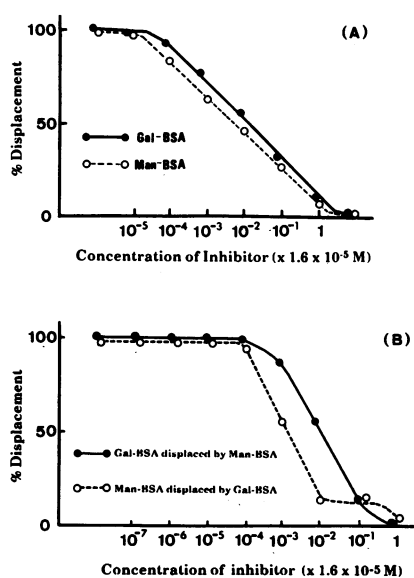 100
(A)
50
% Displacement
Gal-BSA
Man-BSA
0
10-5 10-4 10-3 10-2 10-1 1
Concentration of Inhibitor (x 1.6 x 10-5 M)
100
(B)
50
% Displacement
Gal-BSA displaced by Man-BSA
Man-BSA displaced by Gal-BSA
0
10-7 10-6 10-5 10-4 10-3 10-2 10-1 1
Concentration of inhibitor (x 1.6 x 10-5 M)